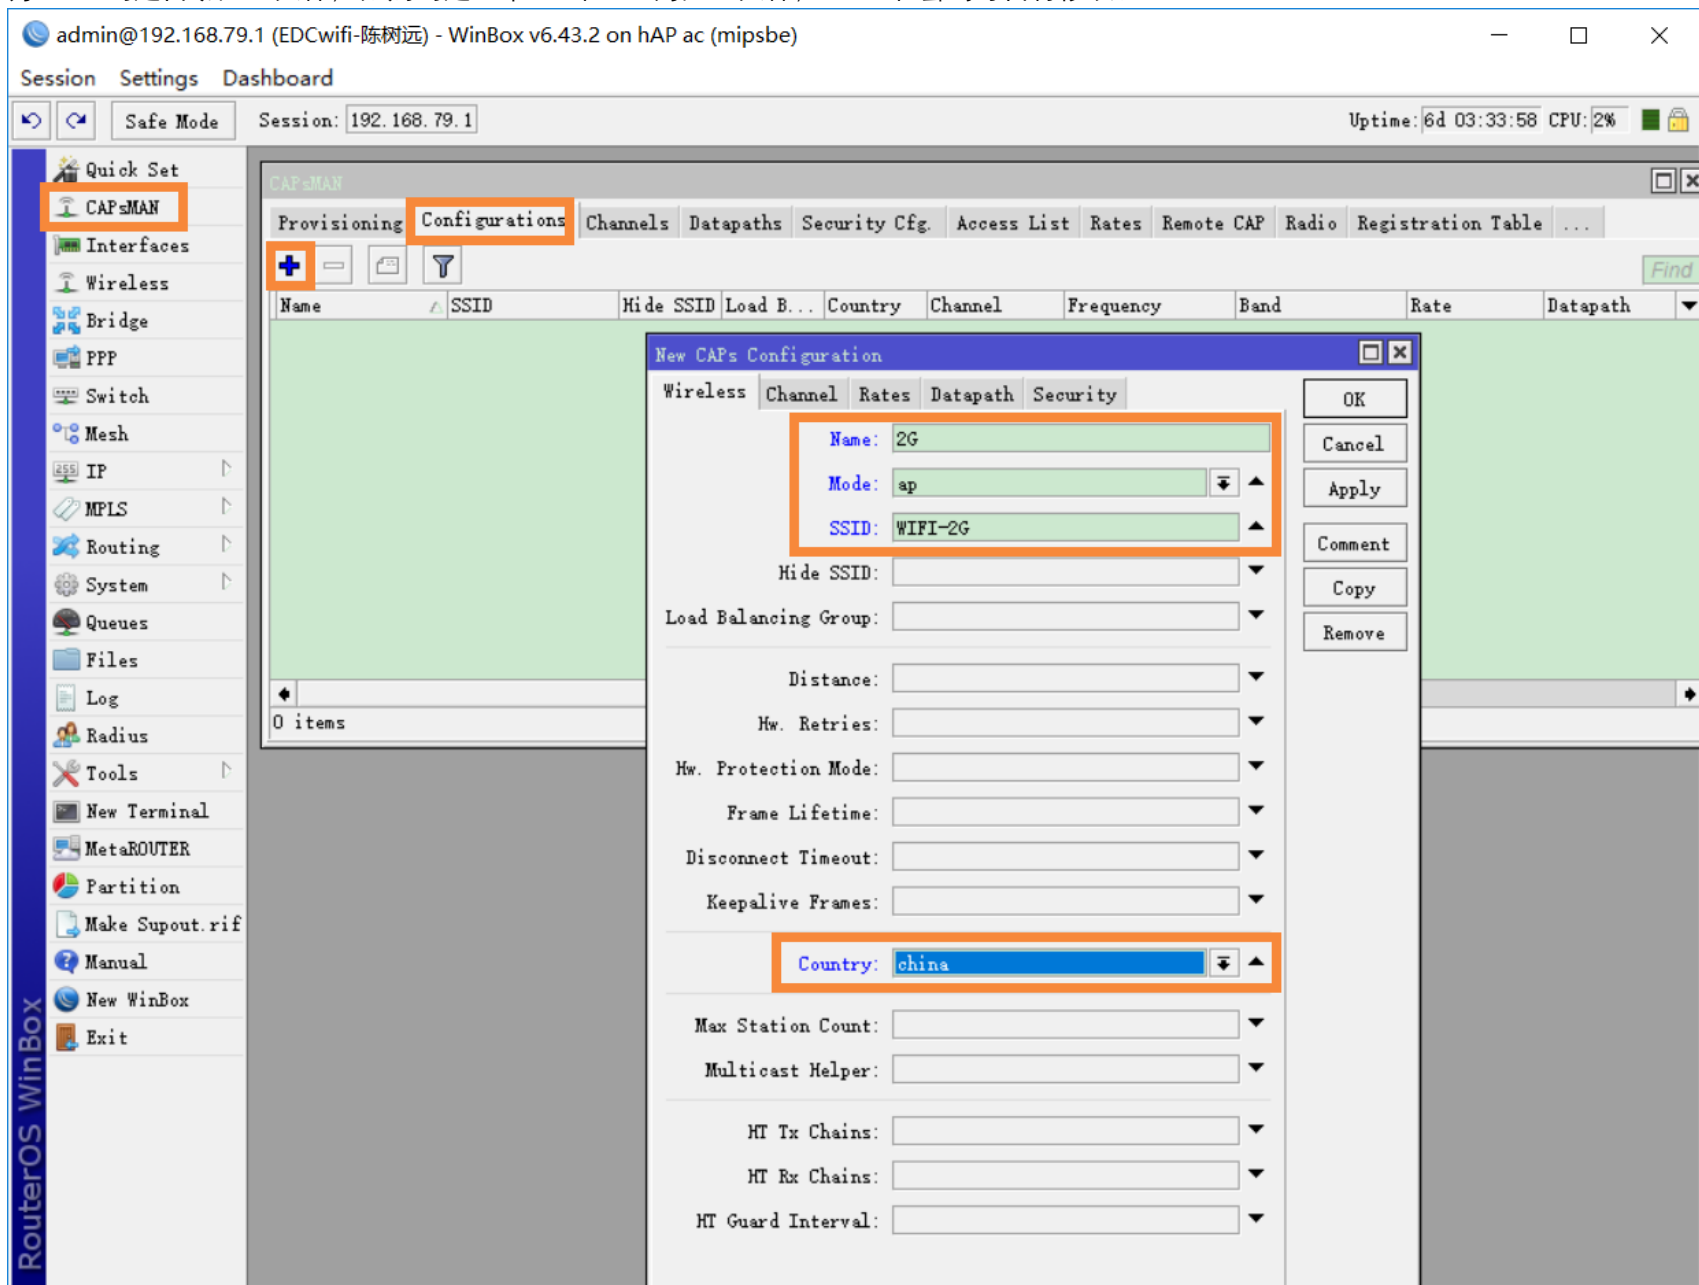 admin@192.168.79.1 (EDCwifi-陈树远) - WinBox v6.43.2 on hAP ac (mipsbe)
Session Settings Dashboard
Safe Mode Session: 192.168.79.1 Uptime: 6d 03:33:58 CPU: 2%
Quick Set
CAPsMAN
Interfaces
Wireless
Bridge
PPP
Switch
Mesh
IP
MPLS
Routing
System
Queues
Files
Log
Radius
Tools
New Terminal
MetaROUTER
Partition
Make Supout.rif
Manual
New WinBox
Exit
RouterOS WinBox
CAPsMAN
Provisioning Configurations Channels Datapaths Security Cfg. Access List Rates Remote CAP Radio Registration Table ...
Find
Name SSID Hide SSID Load B... Country Channel Frequency Band Rate Datapath
0 items
New CAPs Configuration
Wireless Channel Rates Datapath Security
Name: 2G
Mode: ap
SSID: WIFI-2G
Hide SSID:
Load Balancing Group:
Distance:
Hw. Retries:
Hw. Protection Mode:
Frame Lifetime:
Disconnect Timeout:
Keepalive Frames:
Country: china
Max Station Count:
Multicast Helper:
HT Tx Chains:
HT Rx Chains:
HT Guard Interval:
OK
Cancel
Apply
Comment
Copy
Remove